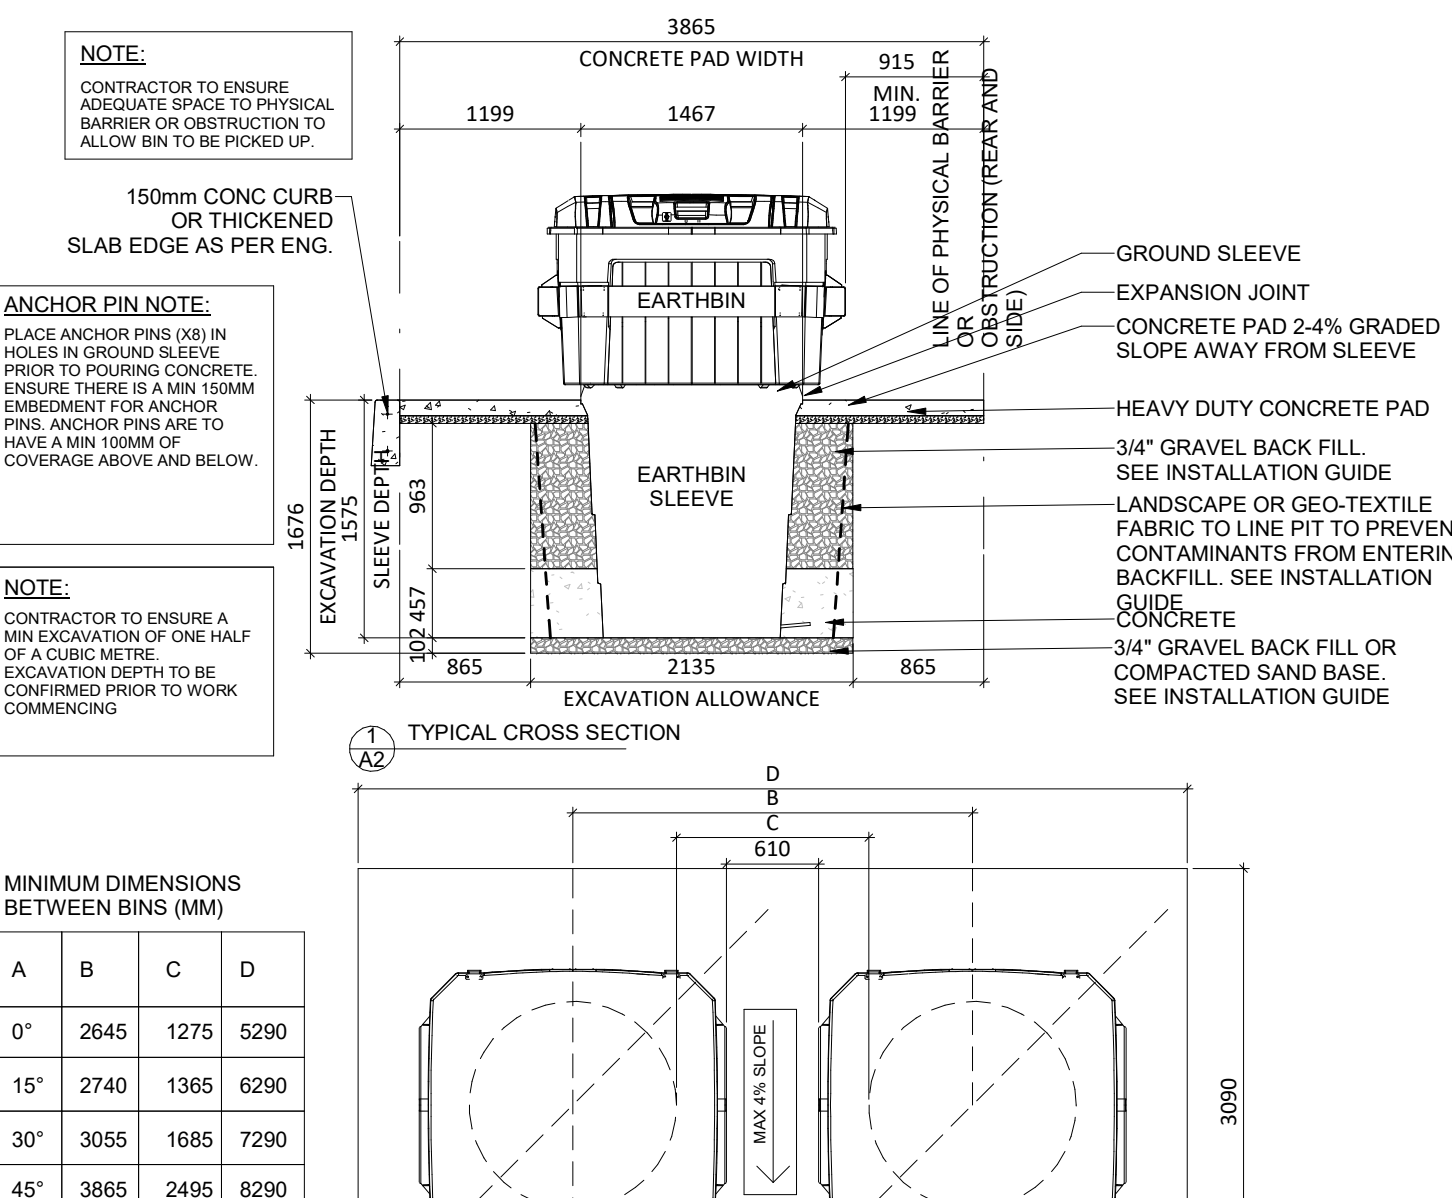 NOTE:
CONTRACTOR TO ENSURE
ADEQUATE SPACE TO PHYSICAL
BARRIER OR OBSTRUCTION TO
ALLOW BIN TO BE PICKED UP.
3865
CONCRETE PAD WIDTH
915
MIN.
1199
1467
1199
LINE OF PHYSICAL BARRIER
OR
OBSTRUCTION (REAR AND
SIDE)
150mm CONC CURB
OR THICKENED
SLAB EDGE AS PER ENG.
EARTHBIN
GROUND SLEEVE
EXPANSION JOINT
CONCRETE PAD 2-4% GRADED
SLOPE AWAY FROM SLEEVE
HEAVY DUTY CONCRETE PAD
3/4" GRAVEL BACK FILL.
SEE INSTALLATION GUIDE
LANDSCAPE OR GEO-TEXTILE
FABRIC TO LINE PIT TO PREVEN
CONTAMINANTS FROM ENTERIN
BACKFILL. SEE INSTALLATION
GUIDE
CONCRETE
3/4" GRAVEL BACK FILL OR
COMPACTED SAND BASE.
SEE INSTALLATION GUIDE
ANCHOR PIN NOTE:
PLACE ANCHOR PINS (X8) IN
HOLES IN GROUND SLEEVE
PRIOR TO POURING CONCRETE.
ENSURE THERE IS A MIN 150MM
EMBEDMENT FOR ANCHOR
PINS. ANCHOR PINS ARE TO
HAVE A MIN 100MM OF
COVERAGE ABOVE AND BELOW.
NOTE:
CONTRACTOR TO ENSURE A
MIN EXCAVATION OF ONE HALF
OF A CUBIC METRE.
EXCAVATION DEPTH TO BE
CONFIRMED PRIOR TO WORK
COMMENCING
1676
EXCAVATION DEPTH
1575
SLEEVE DEPTH
963
457
102
EARTHBIN
SLEEVE
865
2135
865
EXCAVATION ALLOWANCE
1
A2
TYPICAL CROSS SECTION
D
B
C
610
MAX 4% SLOPE
3090
MINIMUM DIMENSIONS
BETWEEN BINS (MM)
A B C D
0° 2645 1275 5290
15° 2740 1365 6290
30° 3055 1685 7290
45° 3865 2495 8290